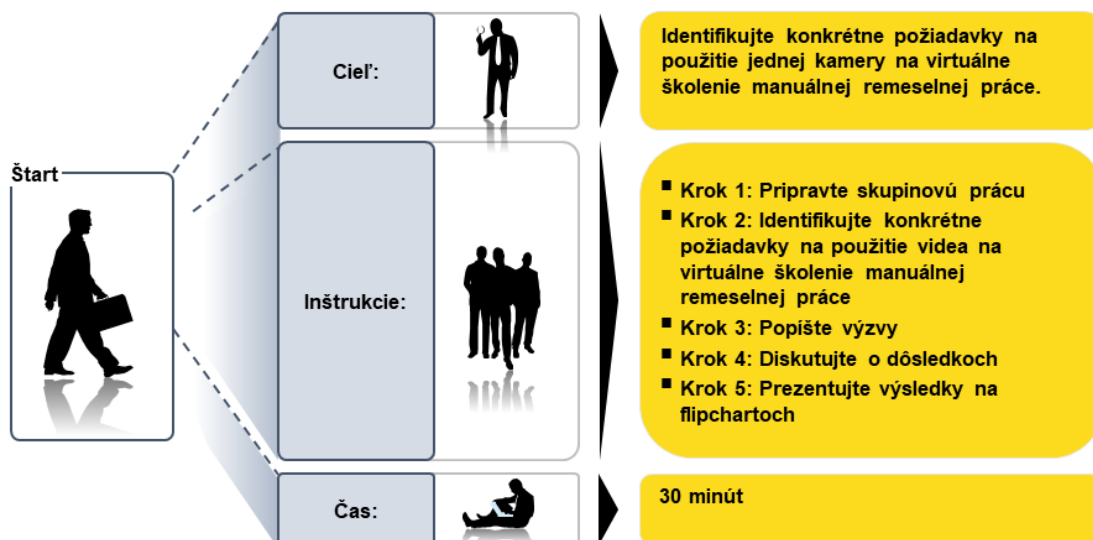 Štart
Cieľ:
Identifikujte konkrétne požiadavky na
použitie jednej kamery na virtuálne
školenie manuálnej remeselnej práce.
Inštrukcie:
▪ Krok 1: Pripravte skupinovú prácu
▪ Krok 2: Identifikujte konkrétne
požiadavky na použitie videa na
virtuálne školenie manuálnej
remeselnej práce
▪ Krok 3: Popíšte výzvy
▪ Krok 4: Diskutujte o dôsledkoch
▪ Krok 5: Prezentujte výsledky na
flipchartoch
Čas:
30 minút